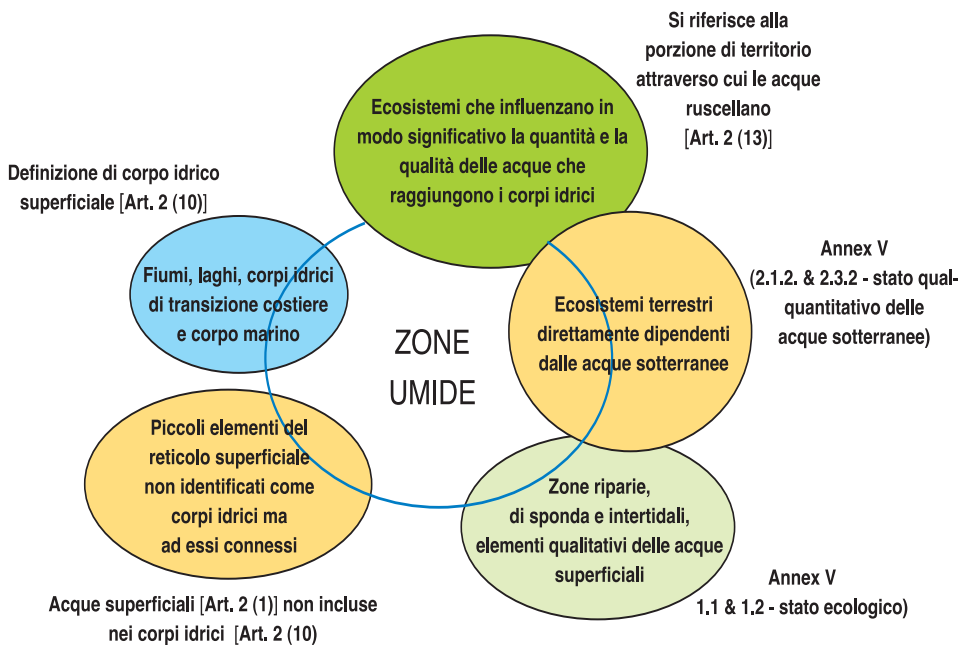 Si riferisce alla
porzione di territorio
attraverso cui le acque
ruscellano
[Art. 2 (13)]
Ecosistemi che influenzano in
modo significativo la quantità e la
qualità delle acque che
raggiungono i corpi idrici
Definizione di corpo idrico
superficiale [Art. 2 (10)]
Fiumi, laghi, corpi idrici
di transizione costiere
e corpo marino
ZONE
UMIDE
Ecosistemi terrestri
direttamente dipendenti
dalle acque sotterranee
Annex V
(2.1.2. & 2.3.2 - stato qual-
quantitativo delle
acque sotterranee)
Piccoli elementi del
reticolo superficiale
non identificati come
corpi idrici ma
ad essi connessi
Zone riparie,
di sponda e intertidali,
elementi qualitativi delle acque
superficiali
Acque superficiali [Art. 2 (1)] non incluse
nei corpi idrici  [Art. 2 (10)
Annex V
1.1 & 1.2 - stato ecologico)